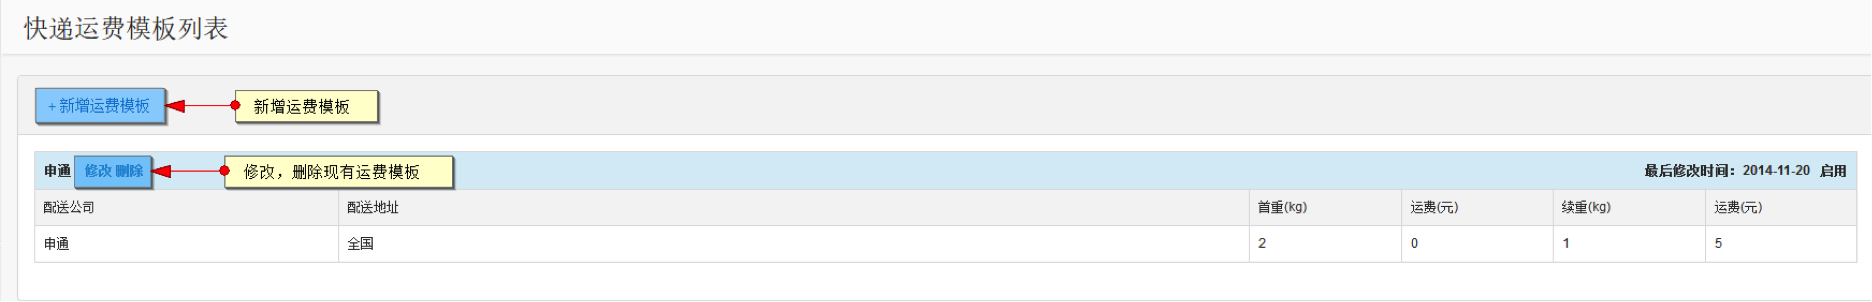 快递运费模板列表
+ 新增运费模板 新增运费模板
申通 修改 删除 修改，删除现有运费模板 最后修改时间：2014-11-20 启用
配送公司 配送地址 首重(kg) 运费(元) 续重(kg) 运费(元)
申通 全国 2 0 1 5